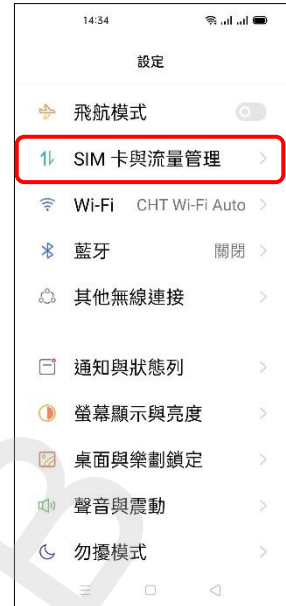 14:34
設定
飛航模式
SIM 卡與流量管理
Wi-Fi CHT Wi-Fi Auto
藍牙 關閉
其他無線連接
通知與狀態列
螢幕顯示與亮度
桌面與樂劃鎖定
聲音與震動
勿擾模式